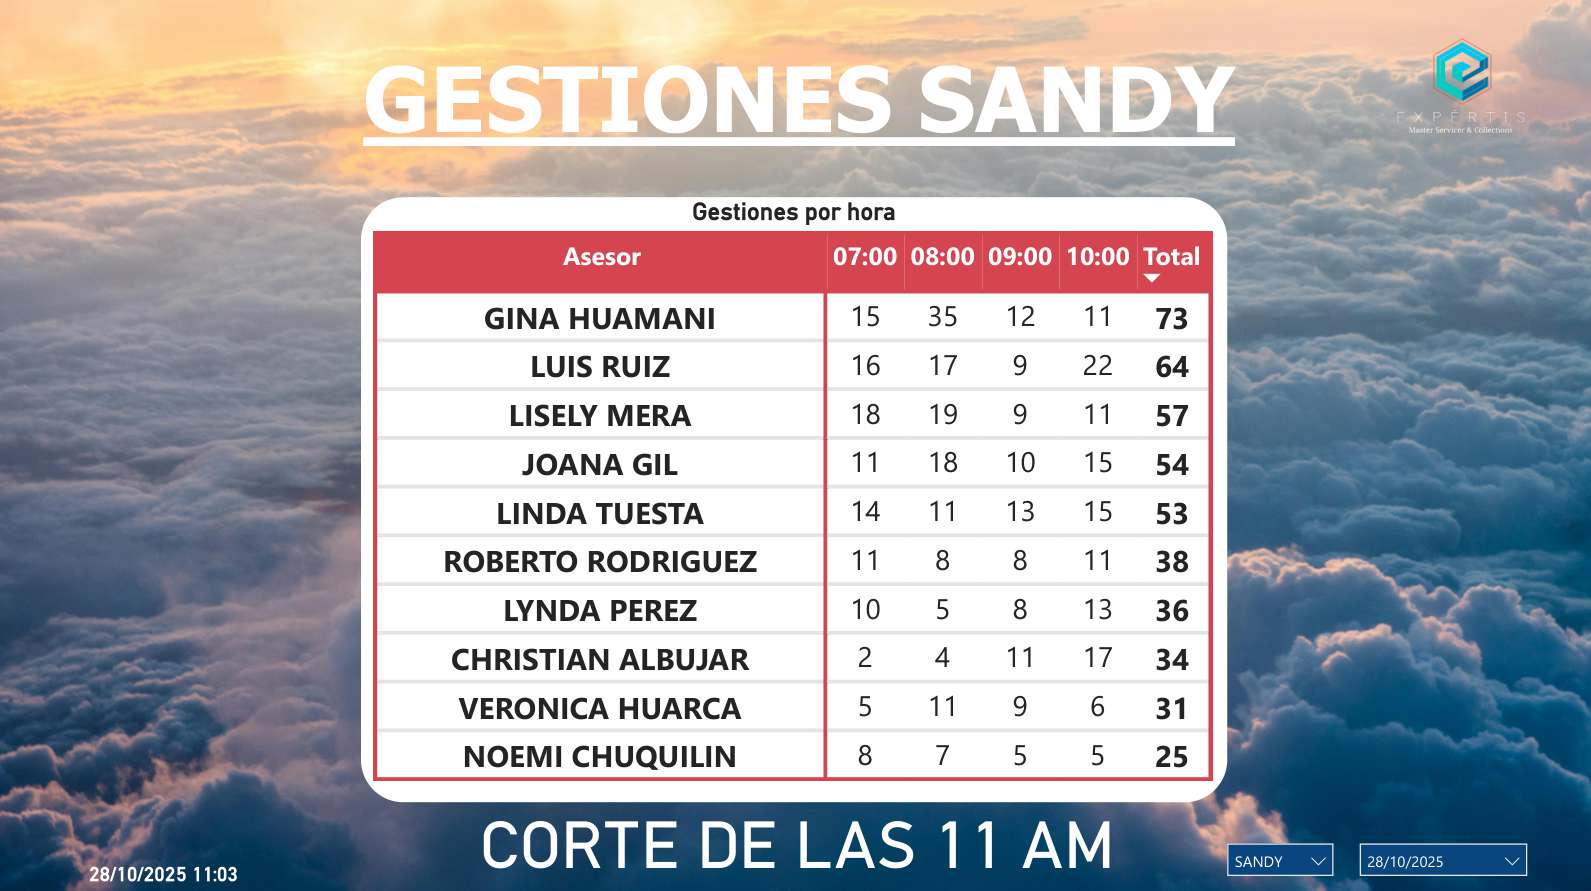 GESTIONES SANDY
EXPERTIS
Master Servicer & Collections
Gestiones por hora
Asesor 07:00 08:00 09:00 10:00 Total
GINA HUAMANI 15 35 12 11 73
LUIS RUIZ 16 17 9 22 64
LISELY MERA 18 19 9 11 57
JOANA GIL 11 18 10 15 54
LINDA TUESTA 14 11 13 15 53
ROBERTO RODRIGUEZ 11 8 8 11 38
LYNDA PEREZ 10 5 8 13 36
CHRISTIAN ALBUJAR 2 4 11 17 34
VERONICA HUARCA 5 11 9 6 31
NOEMI CHUQUILIN 8 7 5 5 25
CORTE DE LAS 11 AM
28/10/2025 11:03
SANDY
28/10/2025